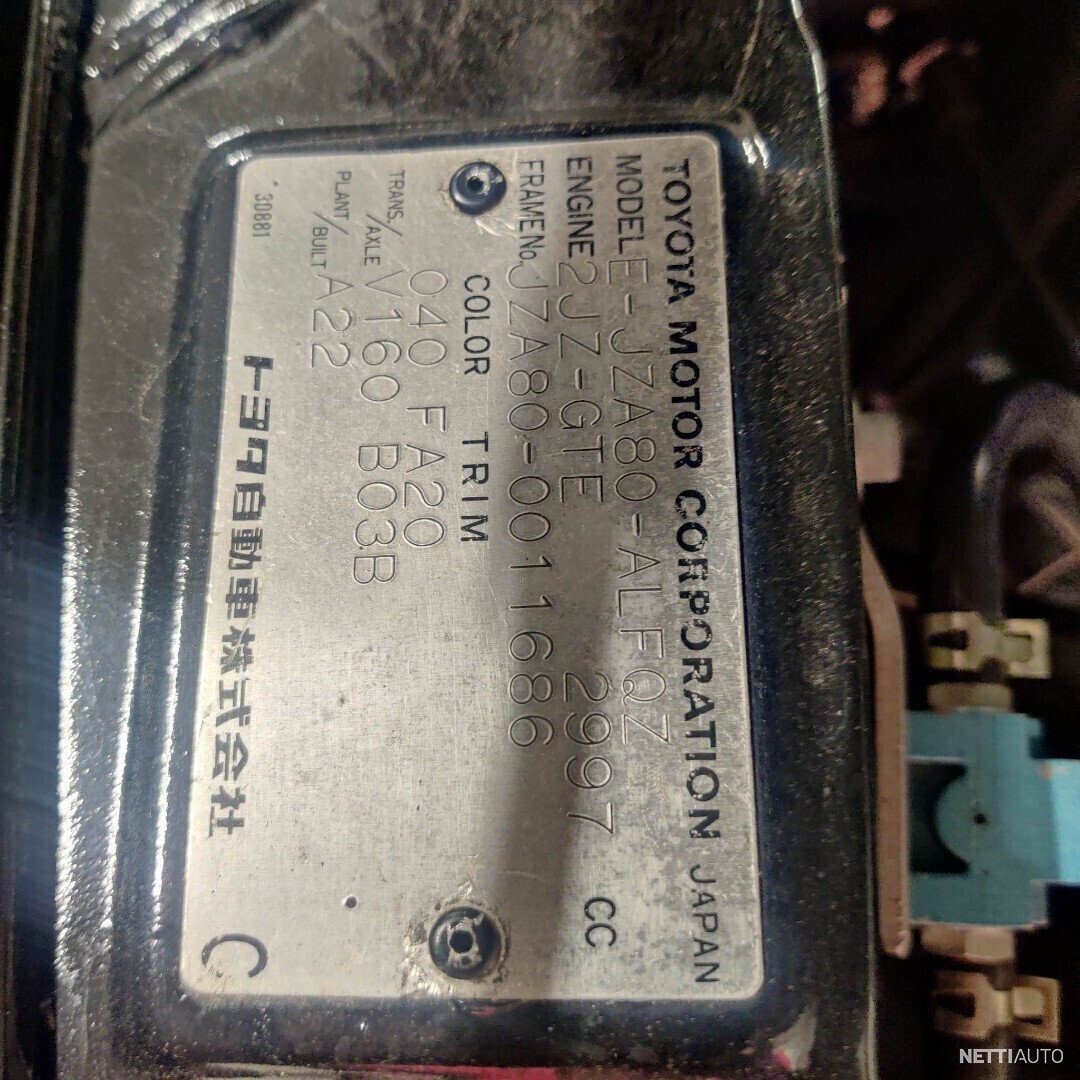 TOYOTA MOTOR CORPORATION JAPAN
MODEL E-JZA80-ALFQZ
ENGINE 2JZ-GTE 2997 CC
FRAME No. JZA80-0011686
COLOR TRIM
040 FA20
TRANS./AXLE V160 B03B
PLANT/BUILT A22
トヨタ自動車株式会社 C
30881
NETTIAUTO